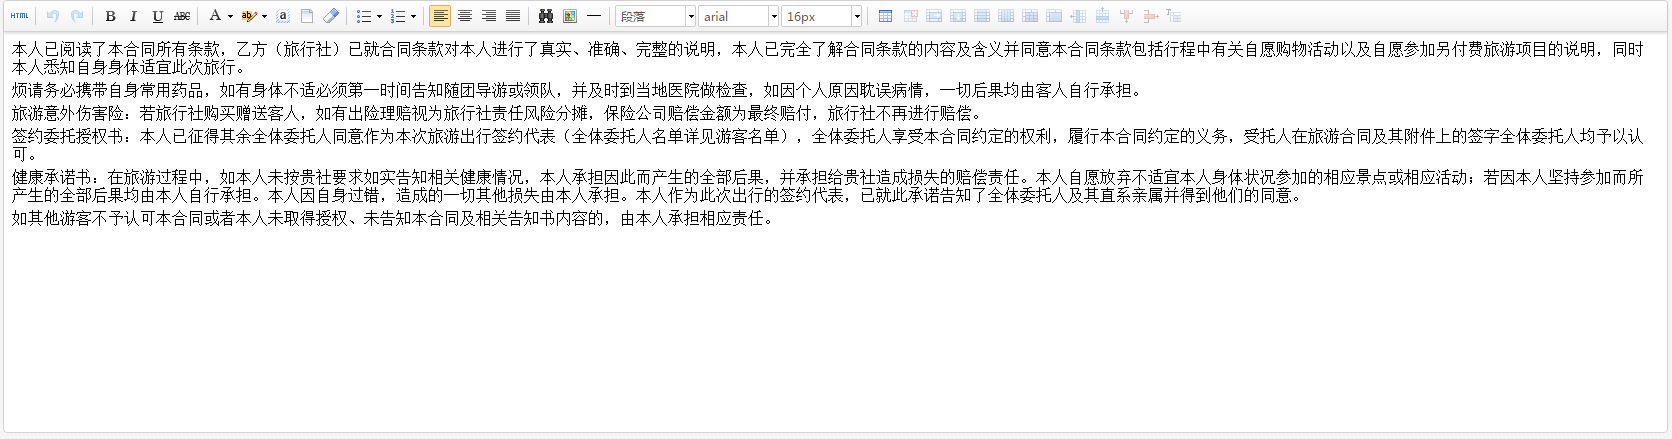 HTML B I U ABC A ab a 段落 arial 16px
本人已阅读了本合同所有条款，乙方（旅行社）已就合同条款对本人进行了真实、准确、完整的说明，本人已完全了解合同条款的内容及含义并同意本合同条款包括行程中有关自愿购物活动以及自愿参加另付费旅游项目的说明，同时
本人悉知自身身体适宜此次旅行。
烦请务必携带自身常用药品，如有身体不适必须第一时间告知随团导游或领队，并及时到当地医院做检查，如因个人原因耽误病情，一切后果均由客人自行承担。
旅游意外伤害险：若旅行社购买赠送客人，如有出险理赔视为旅行社责任风险分摊，保险公司赔偿金额为最终赔付，旅行社不再进行赔偿。
签约委托授权书：本人已征得其余全体委托人同意作为本次旅游出行签约代表（全体委托人名单详见游客名单），全体委托人享受本合同约定的权利，履行本合同约定的义务，受托人在旅游合同及其附件上的签字全体委托人均予以认
可。
健康承诺书：在旅游过程中，如本人未按贵社要求如实告知相关健康情况，本人承担因此而产生的全部后果，并承担给贵社造成损失的赔偿责任。本人自愿放弃不适宜本人身体状况参加的相应景点或相应活动；若因本人坚持参加而所
产生的全部后果均由本人自行承担。本人因自身过错，造成的一切其他损失由本人承担。本人作为此次出行的签约代表，已就此承诺告知了全体委托人及其直系亲属并得到他们的同意。
如其他游客不予认可本合同或者本人未取得授权、未告知本合同及相关告知书内容的，由本人承担相应责任。